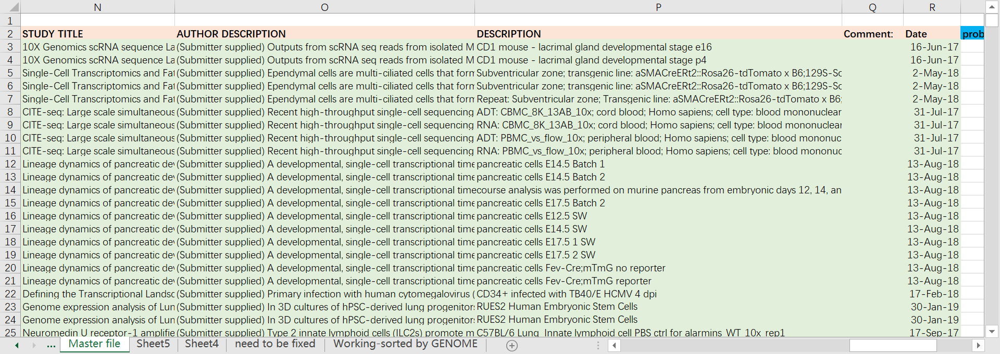 N O P Q R
1
2 STUDY TITLE AUTHOR DESCRIPTION DESCRIPTION Comment: Date prob
3 10X Genomics scRNA sequence La (Submitter supplied) Outputs from scRNA seq reads from isolated M CD1 mouse - lacrimal gland developmental stage e16 16-Jun-17
4 10X Genomics scRNA sequence La (Submitter supplied) Outputs from scRNA seq reads from isolated M CD1 mouse - lacrimal gland developmental stage p4 16-Jun-17
5 Single-Cell Transcriptomics and Fat (Submitter supplied) Ependymal cells are multi-ciliated cells that form Subventricular zone; transgenic line: aSMACreERt2::Rosa26-tdTomato x B6;129S-Sc 2-May-18
6 Single-Cell Transcriptomics and Fat (Submitter supplied) Ependymal cells are multi-ciliated cells that form Subventricular zone; transgenic line: aSMACreERt2::Rosa26-tdTomato x B6;129S-Sc 2-May-18
7 Single-Cell Transcriptomics and Fat (Submitter supplied) Ependymal cells are multi-ciliated cells that form Repeat: Subventricular zone; Transgenic line: aSMACreERt2::Rosa26-tdTomato x B6; 2-May-18
8 CITE-seq: Large scale simultaneous (Submitter supplied) Recent high-throughput single-cell sequencing ADT: CBMC_8K_13AB_10x; cord blood; Homo sapiens; cell type: blood mononuclear 31-Jul-17
9 CITE-seq: Large scale simultaneous (Submitter supplied) Recent high-throughput single-cell sequencing RNA: CBMC_8K_13AB_10x; cord blood; Homo sapiens; cell type: blood mononuclear 31-Jul-17
10 CITE-seq: Large scale simultaneous (Submitter supplied) Recent high-throughput single-cell sequencing ADT: PBMC_vs_flow_10x; peripheral blood; Homo sapiens; cell type: blood mononuc 31-Jul-17
11 CITE-seq: Large scale simultaneous (Submitter supplied) Recent high-throughput single-cell sequencing RNA: PBMC_vs_flow_10x; peripheral blood; Homo sapiens; cell type: blood mononuc 31-Jul-17
12 Lineage dynamics of pancreatic dev (Submitter supplied) A developmental, single-cell transcriptional time pancreatic cells E14.5 Batch 1 13-Aug-18
13 Lineage dynamics of pancreatic dev (Submitter supplied) A developmental, single-cell transcriptional time pancreatic cells E14.5 Batch 2 13-Aug-18
14 Lineage dynamics of pancreatic dev (Submitter supplied) A developmental, single-cell transcriptional time course analysis was performed on murine pancreas from embryonic days 12, 14, an 13-Aug-18
15 Lineage dynamics of pancreatic dev (Submitter supplied) A developmental, single-cell transcriptional time pancreatic cells E17.5 Batch 2 13-Aug-18
16 Lineage dynamics of pancreatic dev (Submitter supplied) A developmental, single-cell transcriptional time pancreatic cells E12.5 SW 13-Aug-18
17 Lineage dynamics of pancreatic dev (Submitter supplied) A developmental, single-cell transcriptional time pancreatic cells E14.5 SW 13-Aug-18
18 Lineage dynamics of pancreatic dev (Submitter supplied) A developmental, single-cell transcriptional time pancreatic cells E17.5 1 SW 13-Aug-18
19 Lineage dynamics of pancreatic dev (Submitter supplied) A developmental, single-cell transcriptional time pancreatic cells E17.5 2 SW 13-Aug-18
20 Lineage dynamics of pancreatic dev (Submitter supplied) A developmental, single-cell transcriptional time pancreatic cells Fev-Cre;mTmG no reporter 13-Aug-18
21 Lineage dynamics of pancreatic dev (Submitter supplied) A developmental, single-cell transcriptional time pancreatic cells Fev-Cre;mTmG reporter 13-Aug-18
22 Defining the Transcriptional Landsc (Submitter supplied) Primary infection with human cytomegalovirus ( CD34+ infected with TB40/E HCMV 4 dpi 17-Feb-18
23 Genome expression analysis of Lun (Submitter supplied) In 3D cultures of hPSC-derived lung progenitors RUES2 Human Embryonic Stem Cells 30-Jan-19
24 Genome expression analysis of Lun (Submitter supplied) In 3D cultures of hPSC-derived lung progenitors RUES2 Human Embryonic Stem Cells 30-Jan-19
25 Neuromedin U receptor-1 amplifie (Submitter supplied) Type 2 innate lymphoid cells (ILC2s) promote m C57BL/6 Lung_Innate lymphoid cell PBS ctrl for alarmins_WT_10x_rep1 17-Sep-17
... Master file Sheet5 Sheet4 need to be fixed Working-sorted by GENOME